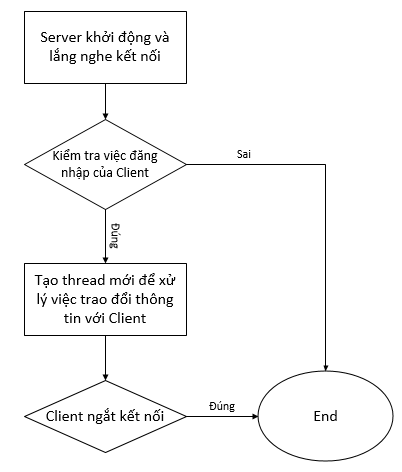 Server khởi động và
lắng nghe kết nối
Kiểm tra việc đăng
nhập của Client
Sai
Đúng
Tạo thread mới để xử
lý việc trao đổi thông
tin với Client
Client ngắt kết nối
Đúng
End